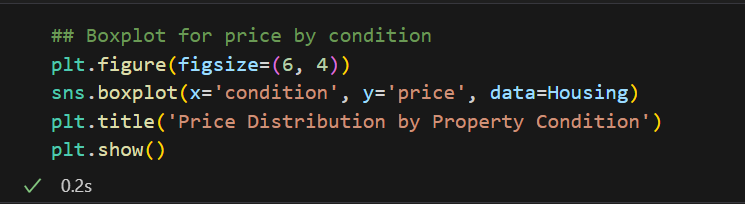 ## Boxplot for price by condition
plt.figure(figsize=(6, 4))
sns.boxplot(x='condition', y='price', data=Housing)
plt.title('Price Distribution by Property Condition')
plt.show()
0.2s